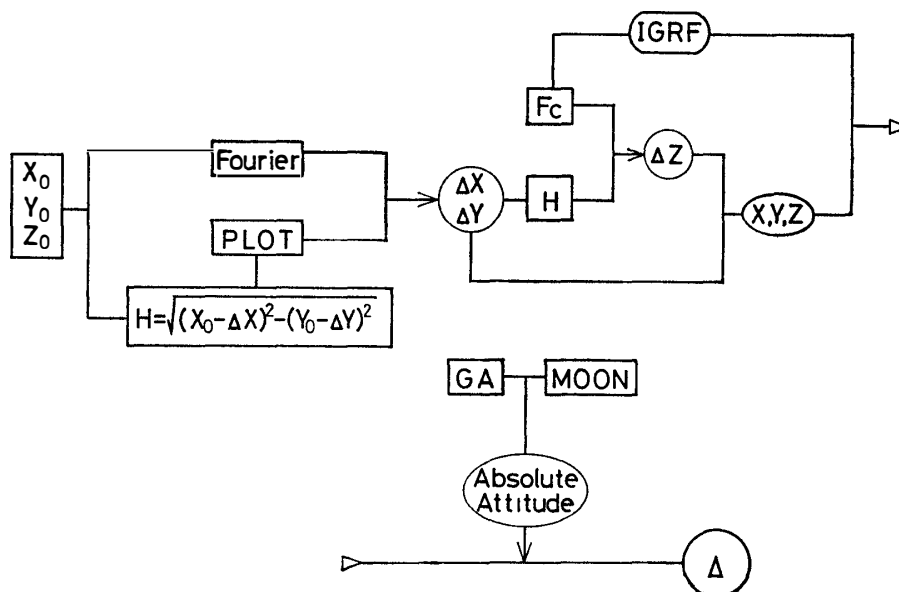 IGRF
Fc
X₀
Y₀
Z₀
Fourier
ΔX
ΔY
H
ΔZ
X,Y,Z
PLOT
H=√(X₀-ΔX)²-(Y₀-ΔY)²
GA
MOON
Absolute
Attitude
Δ